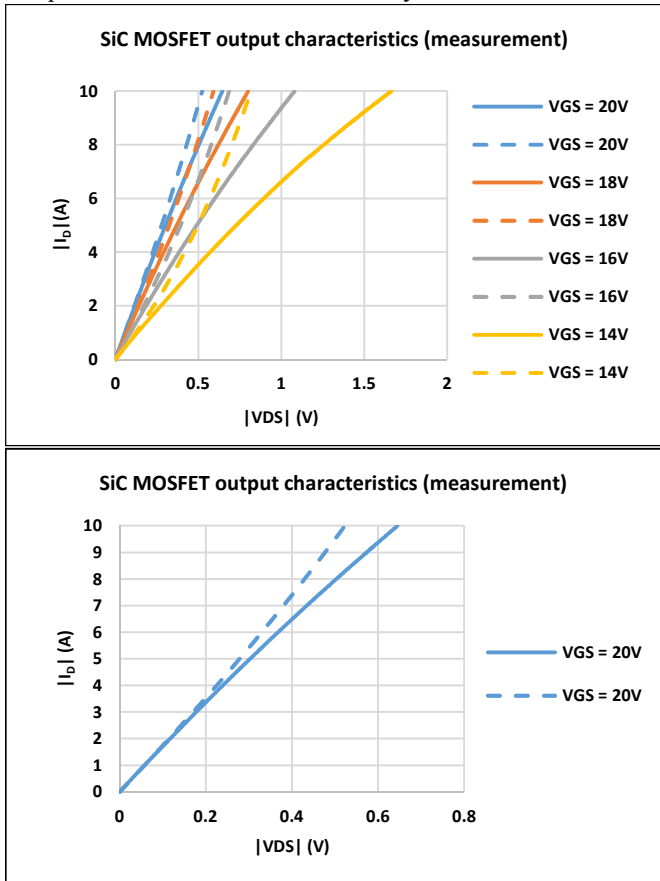 SiC MOSFET output characteristics (measurement)
10
8
6
4
2
0
|ID|(A)
0 0.5 1 1.5 2
|VDS| (V)
VGS = 20V
VGS = 20V
VGS = 18V
VGS = 18V
VGS = 16V
VGS = 16V
VGS = 14V
VGS = 14V
SiC MOSFET output characteristics (measurement)
10
9
8
7
6
5
4
3
2
1
0
|ID| (A)
0 0.2 0.4 0.6 0.8
|VDS| (V)
VGS = 20V
VGS = 20V